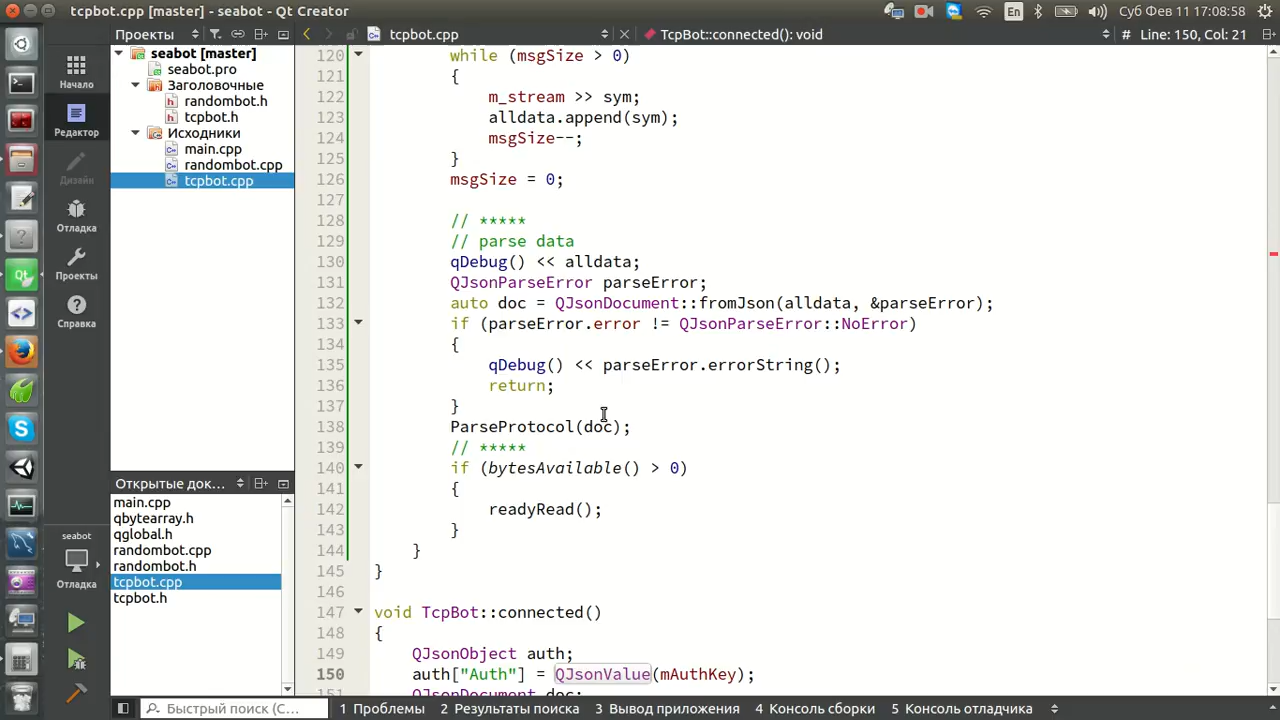 tcpbot.cpp [master] - seabot - Qt Creator
En
Суб Фев 11 17:08:58
Проекты
tcpbot.cpp
TcpBot::connected(): void
# Line: 150, Col: 21
Начало
Редактор
Дизайн
Отладка
Проекты
Справка
seabot
Отладка
seabot [master]
seabot.pro
Заголовочные
randombot.h
tcpbot.h
Исходники
main.cpp
randombot.cpp
tcpbot.cpp
Открытые док...
main.cpp
qbytearray.h
qglobal.h
randombot.cpp
randombot.h
tcpbot.cpp
tcpbot.h
120 while (msgSize > 0)
121 {
122 m_stream >> sym;
123 alldata.append(sym);
124 msgSize--;
125 }
126 msgSize = 0;
127
128 // *****
129 // parse data
130 qDebug() << alldata;
131 QJsonParseError parseError;
132 auto doc = QJsonDocument::fromJson(alldata, &parseError);
133 if (parseError.error != QJsonParseError::NoError)
134 {
135 qDebug() << parseError.errorString();
136 return;
137 }
138 ParseProtocol(doc);
139 // *****
140 if (bytesAvailable() > 0)
141 {
142 readyRead();
143 }
144 }
145 }
146
147 void TcpBot::connected()
148 {
149 QJsonObject auth;
150 auth["Auth"] = QJsonValue(mAuthKey);
151 QJsonDocument doc;
Быстрый поиск (C...
1 Проблемы
2 Результаты поиска
3 Вывод приложения
4 Консоль сборки
5 Консоль отладчика